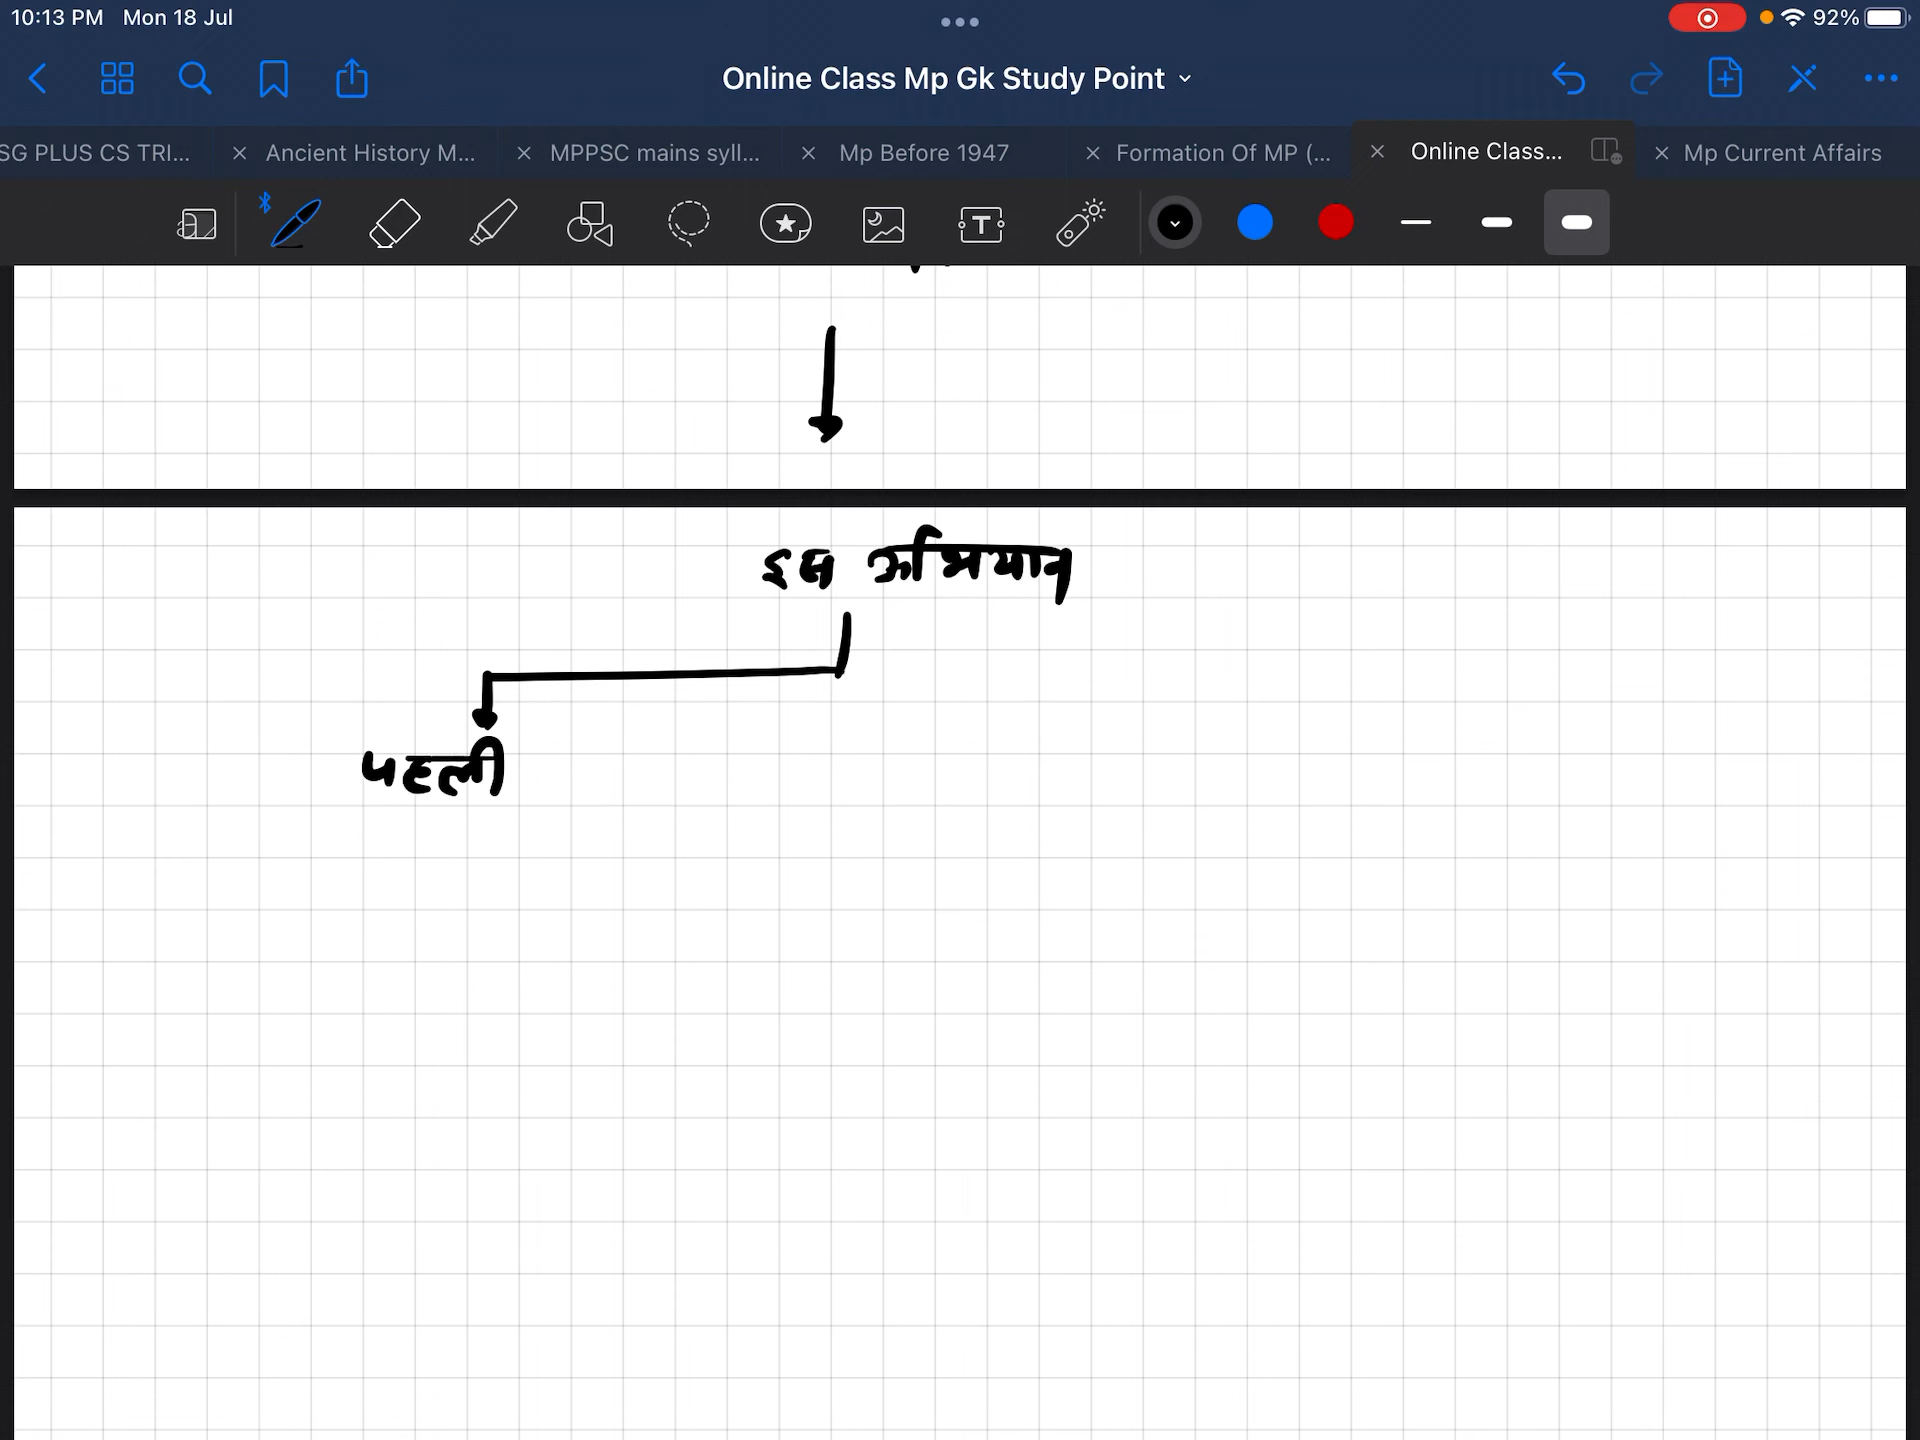 10:13 PM Mon 18 Jul
92%
Online Class Mp Gk Study Point
SG PLUS CS TRI... Ancient History M... MPPSC mains syll... Mp Before 1947 Formation Of MP (... Online Class... Mp Current Affairs
इस अभियान
पहली